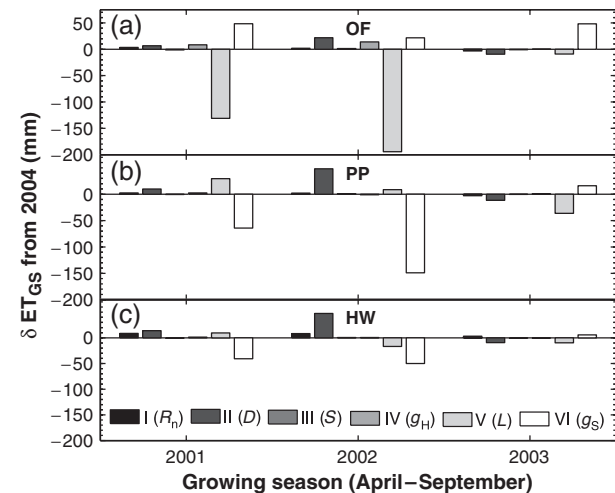 (a) OF
50
0
−50
−100
−150
−200
(b) PP
0
−50
−100
−150
−200
(c) HW
0
−50
−100
−150
−200
δ ET_GS from 2004 (mm)
I (R_n) II (D) III (S) IV (g_H) V (L) VI (g_S)
2001 2002 2003
Growing season (April–September)